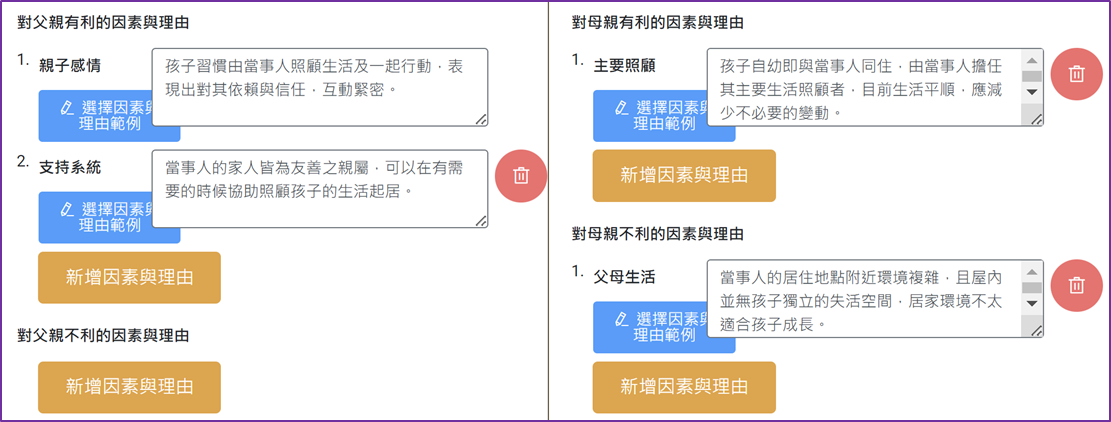 對父親有利的因素與理由
1. 親子感情
孩子習慣由當事人照顧生活及一起行動，表
現出對其依賴與信任，互動緊密。
選擇因素與
理由範例
2. 支持系統
當事人的家人皆為友善之親屬，可以在有需
要的時候協助照顧孩子的生活起居。
選擇因素與
理由範例
新增因素與理由
對父親不利的因素與理由
新增因素與理由
對母親有利的因素與理由
1. 主要照顧
孩子自幼即與當事人同住，由當事人擔任
其主要生活照顧者，目前生活平順，應減
少不必要的變動。
選擇因素與
理由範例
新增因素與理由
對母親不利的因素與理由
1. 父母生活
當事人的居住地點附近環境複雜，且屋內
並無孩子獨立的失活空間，居家環境不太
適合孩子成長。
選擇因素與
理由範例
新增因素與理由